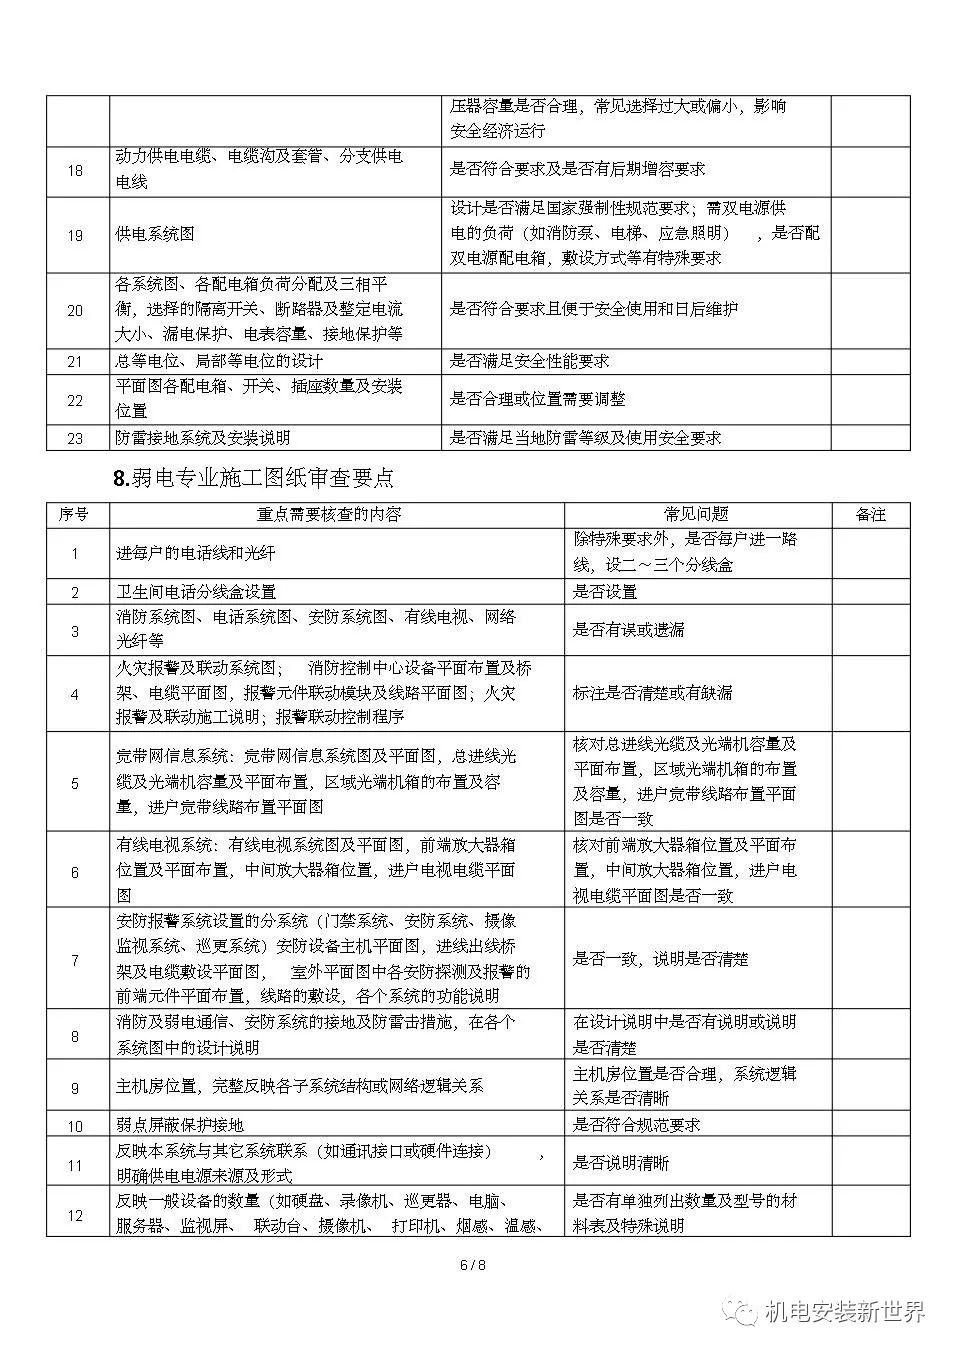 压器容量是否合理，常见选择过大或偏小，影响
安全经济运行
18
动力供电电缆、电缆沟及套管、分支供电
电线
是否符合要求及是否有后期增容要求
19
供电系统图
设计是否满足国家强制性规范要求；需双电源供
电的负荷（如消防泵、电梯、应急照明），是否配
双电源配电箱，敷设方式等有特殊要求
20
各系统图、各配电箱负荷分配及三相平
衡，选择的隔离开关、断路器及整定电流
大小、漏电保护、电表容量、接地保护等
是否符合要求且便于安全使用和日后维护
21
总等电位、局部等电位的设计
是否满足安全性能要求
22
平面图各配电箱、开关、插座数量及安装
位置
是否合理或位置需要调整
23
防雷接地系统及安装说明
是否满足当地防雷等级及使用安全要求
8.弱电专业施工图纸审查要点
序号
重点需要核查的内容
常见问题
备注
1
进每户的电话线和光纤
除特殊要求外，是否每户进一路
线，设二～三个分线盒
2
卫生间电话分线盒设置
是否设置
3
消防系统图、电话系统图、安防系统图、有线电视、网络
光纤等
是否有误或遗漏
4
火灾报警及联动系统图； 消防控制中心设备平面布置及桥
架、电缆平面图，报警元件联动模块及线路平面图；火灾
报警及联动施工说明；报警联动控制程序
标注是否清楚或有缺漏
5
宽带网信息系统：宽带网信息系统图及平面图，总进线光
缆及光端机容量及平面布置，区域光端机箱的布置及容
量，进户宽带线路布置平面图
核对总进线光缆及光端机容量及
平面布置，区域光端机箱的布置
及容量，进户宽带线路布置平面
图是否一致
6
有线电视系统：有线电视系统图及平面图，前端放大器箱
位置及平面布置，中间放大器箱位置，进户电视电缆平面
图
核对前端放大器箱位置及平面布
置，中间放大器箱位置，进户电
视电缆平面图是否一致
7
安防报警系统设置的分系统（门禁系统、安防系统、摄像
监视系统、巡更系统）安防设备主机平面图，进线出线桥
架及电缆敷设平面图， 室外平面图中各安防探测及报警的
前端元件平面布置，线路的敷设，各个系统的功能说明
是否一致，说明是否清楚
8
消防及弱电通信、安防系统的接地及防雷击措施，在各个
系统图中的设计说明
在设计说明中是否有说明或说明
是否清楚
9
主机房位置，完整反映各子系统结构或网络逻辑关系
主机房位置是否合理，系统逻辑
关系是否清晰
10
弱点屏蔽保护接地
是否符合规范要求
11
反映本系统与其它系统联系（如通讯接口或硬件连接），
明确供电电源来源及形式
是否说明清晰
12
反映一般设备的数量（如硬盘、录像机、巡更器、电脑、
服务器、监视屏、 联动台、摄像机、 打印机、烟感、温感、
是否有单独列出数量及型号的材
料表及特殊说明
6 / 8
机电安装新世界